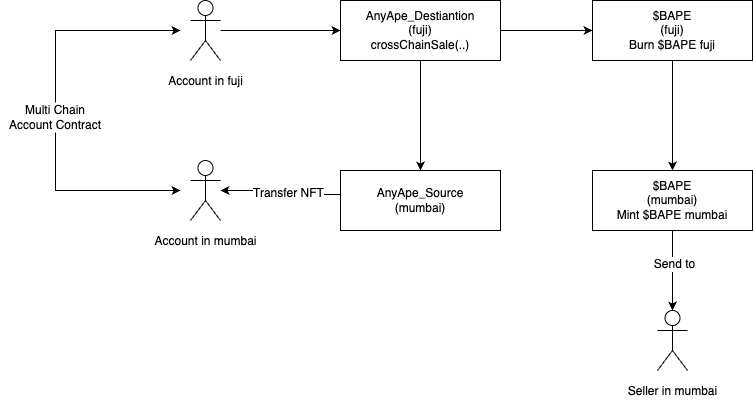 AnyApe_Destiantion
(fuji)
crossChainSale(..)
$BAPE
(fuji)
Burn $BAPE fuji
Account in fuji
Multi Chain
Account Contract
Transfer NFT
AnyApe_Source
(mumbai)
$BAPE
(mumbai)
Mint $BAPE mumbai
Account in mumbai
Send to
Seller in mumbai